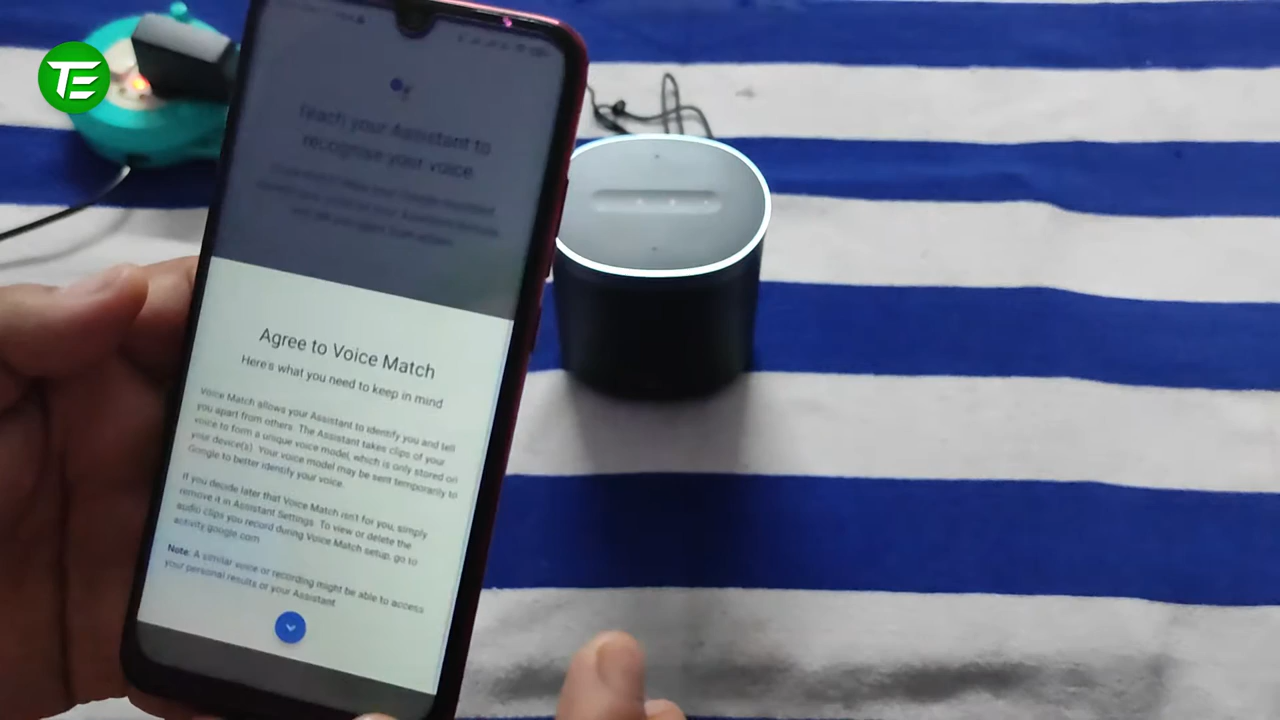 TE
Teach your Assistant to
recognise your voice
Agree to Voice Match
Here's what you need to keep in mind
Voice Match allows your Assistant to identify you and tell
you apart from others. The Assistant takes clips of your
voice to form a unique voice model, which is only stored on
your device(s). Your voice model may be sent temporarily to
Google to better identify your voice.
If you decide later that Voice Match isn't for you, simply
remove it in Assistant Settings. To view or delete the
audio clips you record during Voice Match setup, go to
activity.google.com
Note: A similar voice or recording might be able to access
your personal results or your Assistant